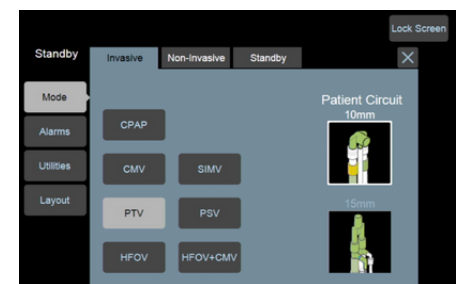 Lock Screen
Standby
Invasive
Non-Invasive
Standby
Mode
Alarms
Utilities
Layout
Patient Circuit
10mm
CPAP
CMV
SIMV
15mm
PTV
PSV
HFOV
HFOV+CMV